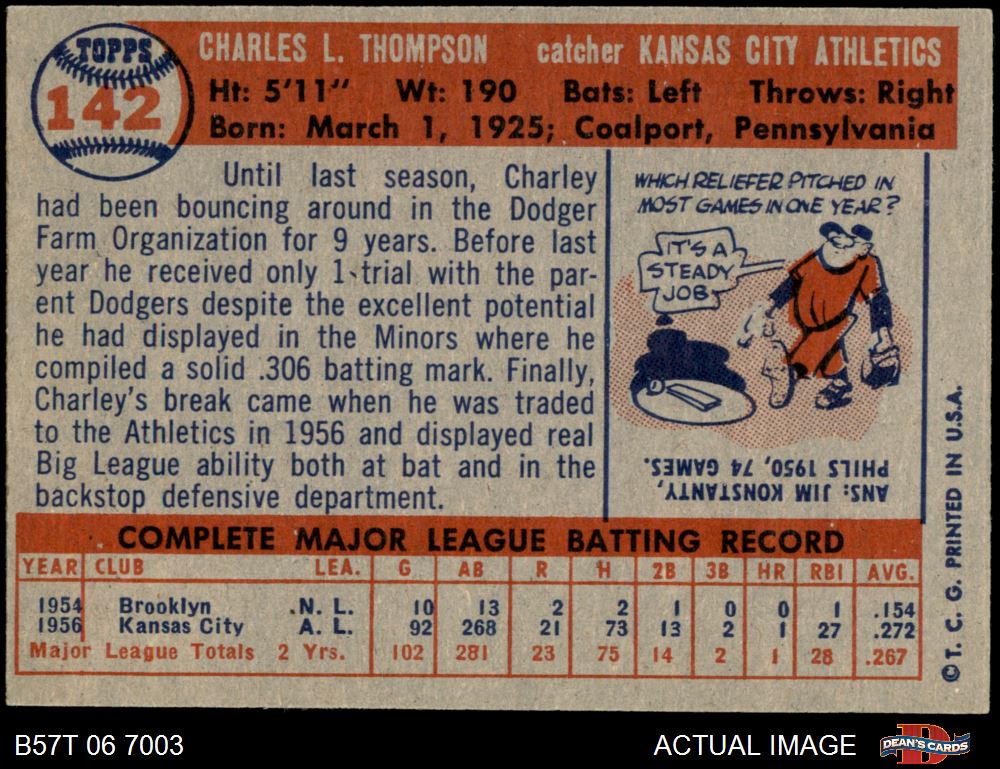 TOPPS
142
CHARLES L. THOMPSON catcher KANSAS CITY ATHLETICS
Ht: 5'11" Wt: 190 Bats: Left Throws: Right
Born: March 1, 1925; Coalport, Pennsylvania
Until last season, Charley
had been bouncing around in the Dodger
Farm Organization for 9 years. Before last
year he received only 1 trial with the par-
ent Dodgers despite the excellent potential
he had displayed in the Minors where he
compiled a solid .306 batting mark. Finally,
Charley's break came when he was traded
to the Athletics in 1956 and displayed real
Big League ability both at bat and in the
backstop defensive department.
WHICH RELIEFER PITCHED IN
MOST GAMES IN ONE YEAR?
IT'S A
STEADY
JOB.
ANS: JIM KONSTANTY,
PHILS 1950, 74 GAMES.
COMPLETE MAJOR LEAGUE BATTING RECORD
YEAR CLUB LEA. G AB R H 2B 3B HR RBI AVG.
1954 Brooklyn N. L. 10 13 2 2 1 0 0 1 .154
1956 Kansas City A. L. 92 268 21 73 13 2 1 27 .272
Major League Totals 2 Yrs. 102 281 23 75 14 2 1 28 .267
©T. C. G. PRINTED IN U.S.A.
B57T 06 7003
ACTUAL IMAGE
DEAN'S CARDS